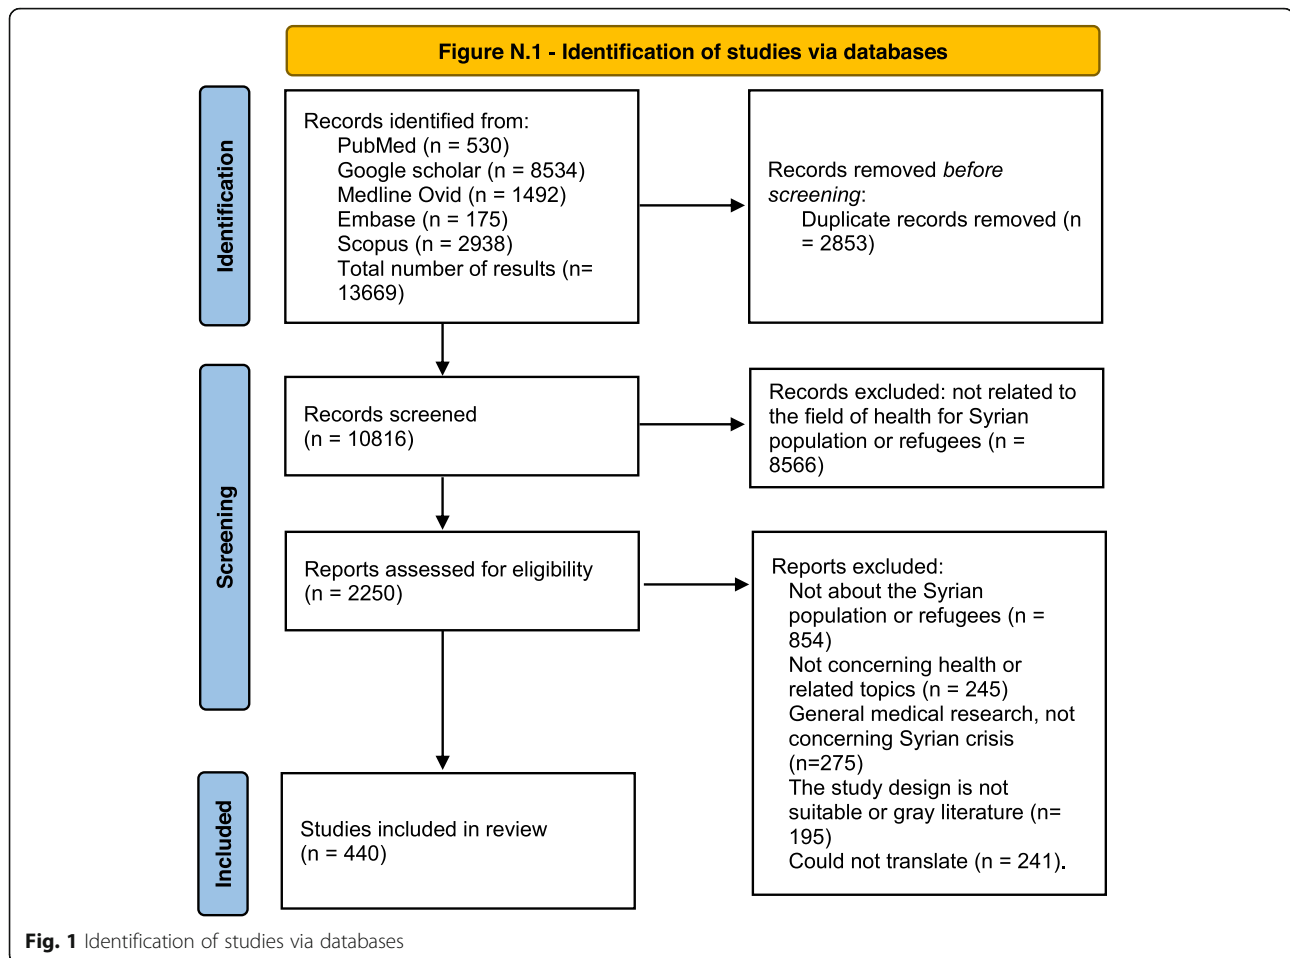 Figure N.1 - Identification of studies via databases
Identification
Records identified from:
PubMed (n = 530)
Google scholar (n = 8534)
Medline Ovid (n = 1492)
Embase (n = 175)
Scopus (n = 2938)
Total number of results (n=
13669)
Records removed before
screening:
Duplicate records removed (n
= 2853)
Screening
Records screened
(n = 10816)
Records excluded: not related to
the field of health for Syrian
population or refugees (n =
8566)
Reports assessed for eligibility
(n = 2250)
Reports excluded:
Not about the Syrian
population or refugees (n =
854)
Not concerning health or
related topics (n = 245)
General medical research, not
concerning Syrian crisis
(n=275)
The study design is not
suitable or gray literature (n=
195)
Could not translate (n = 241).
Included
Studies included in review
(n = 440)
Fig. 1 Identification of studies via databases